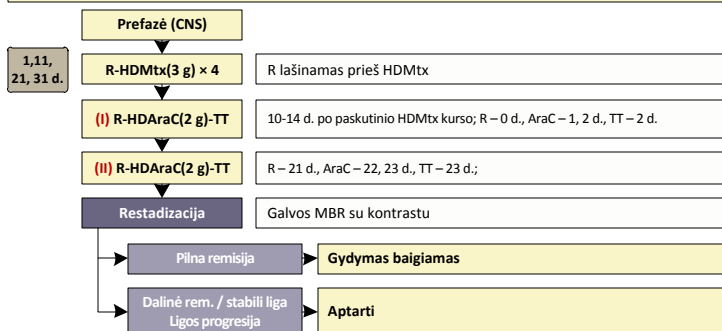 Prefazė (CNS)
1,11,
21, 31 d.
R-HDMtx(3 g) × 4
R lašinamas prieš HDMtx
(I) R-HDAraC(2 g)-TT
10-14 d. po paskutinio HDMtx kurso; R – 0 d., AraC – 1, 2 d., TT – 2 d.
(II) R-HDAraC(2 g)-TT
R – 21 d., AraC – 22, 23 d., TT – 23 d.;
Restadizacija
Galvos MBR su kontrastu
Pilna remisija
Gydymas baigiamas
Dalinė rem. / stabili liga
Ligos progresija
Aptarti